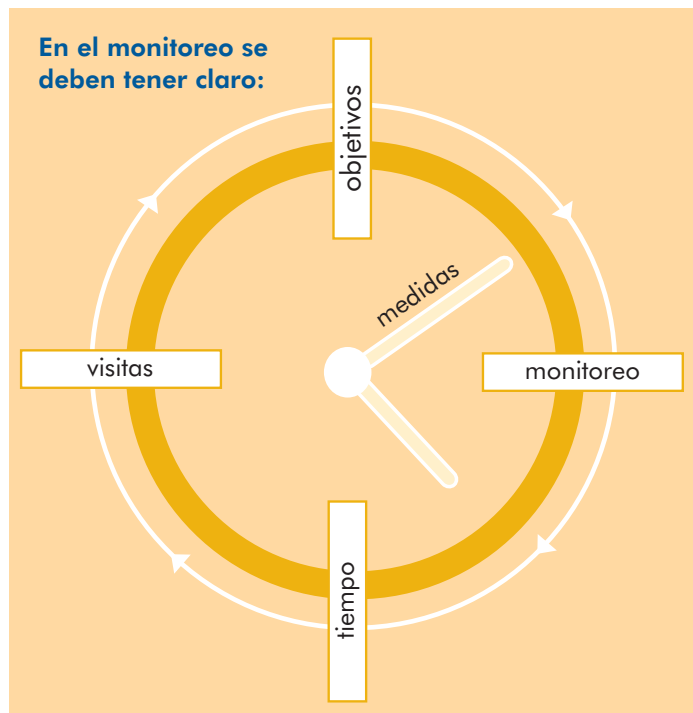 En el monitoreo se
deben tener claro:
objetivos
medidas
visitas
monitoreo
tiempo